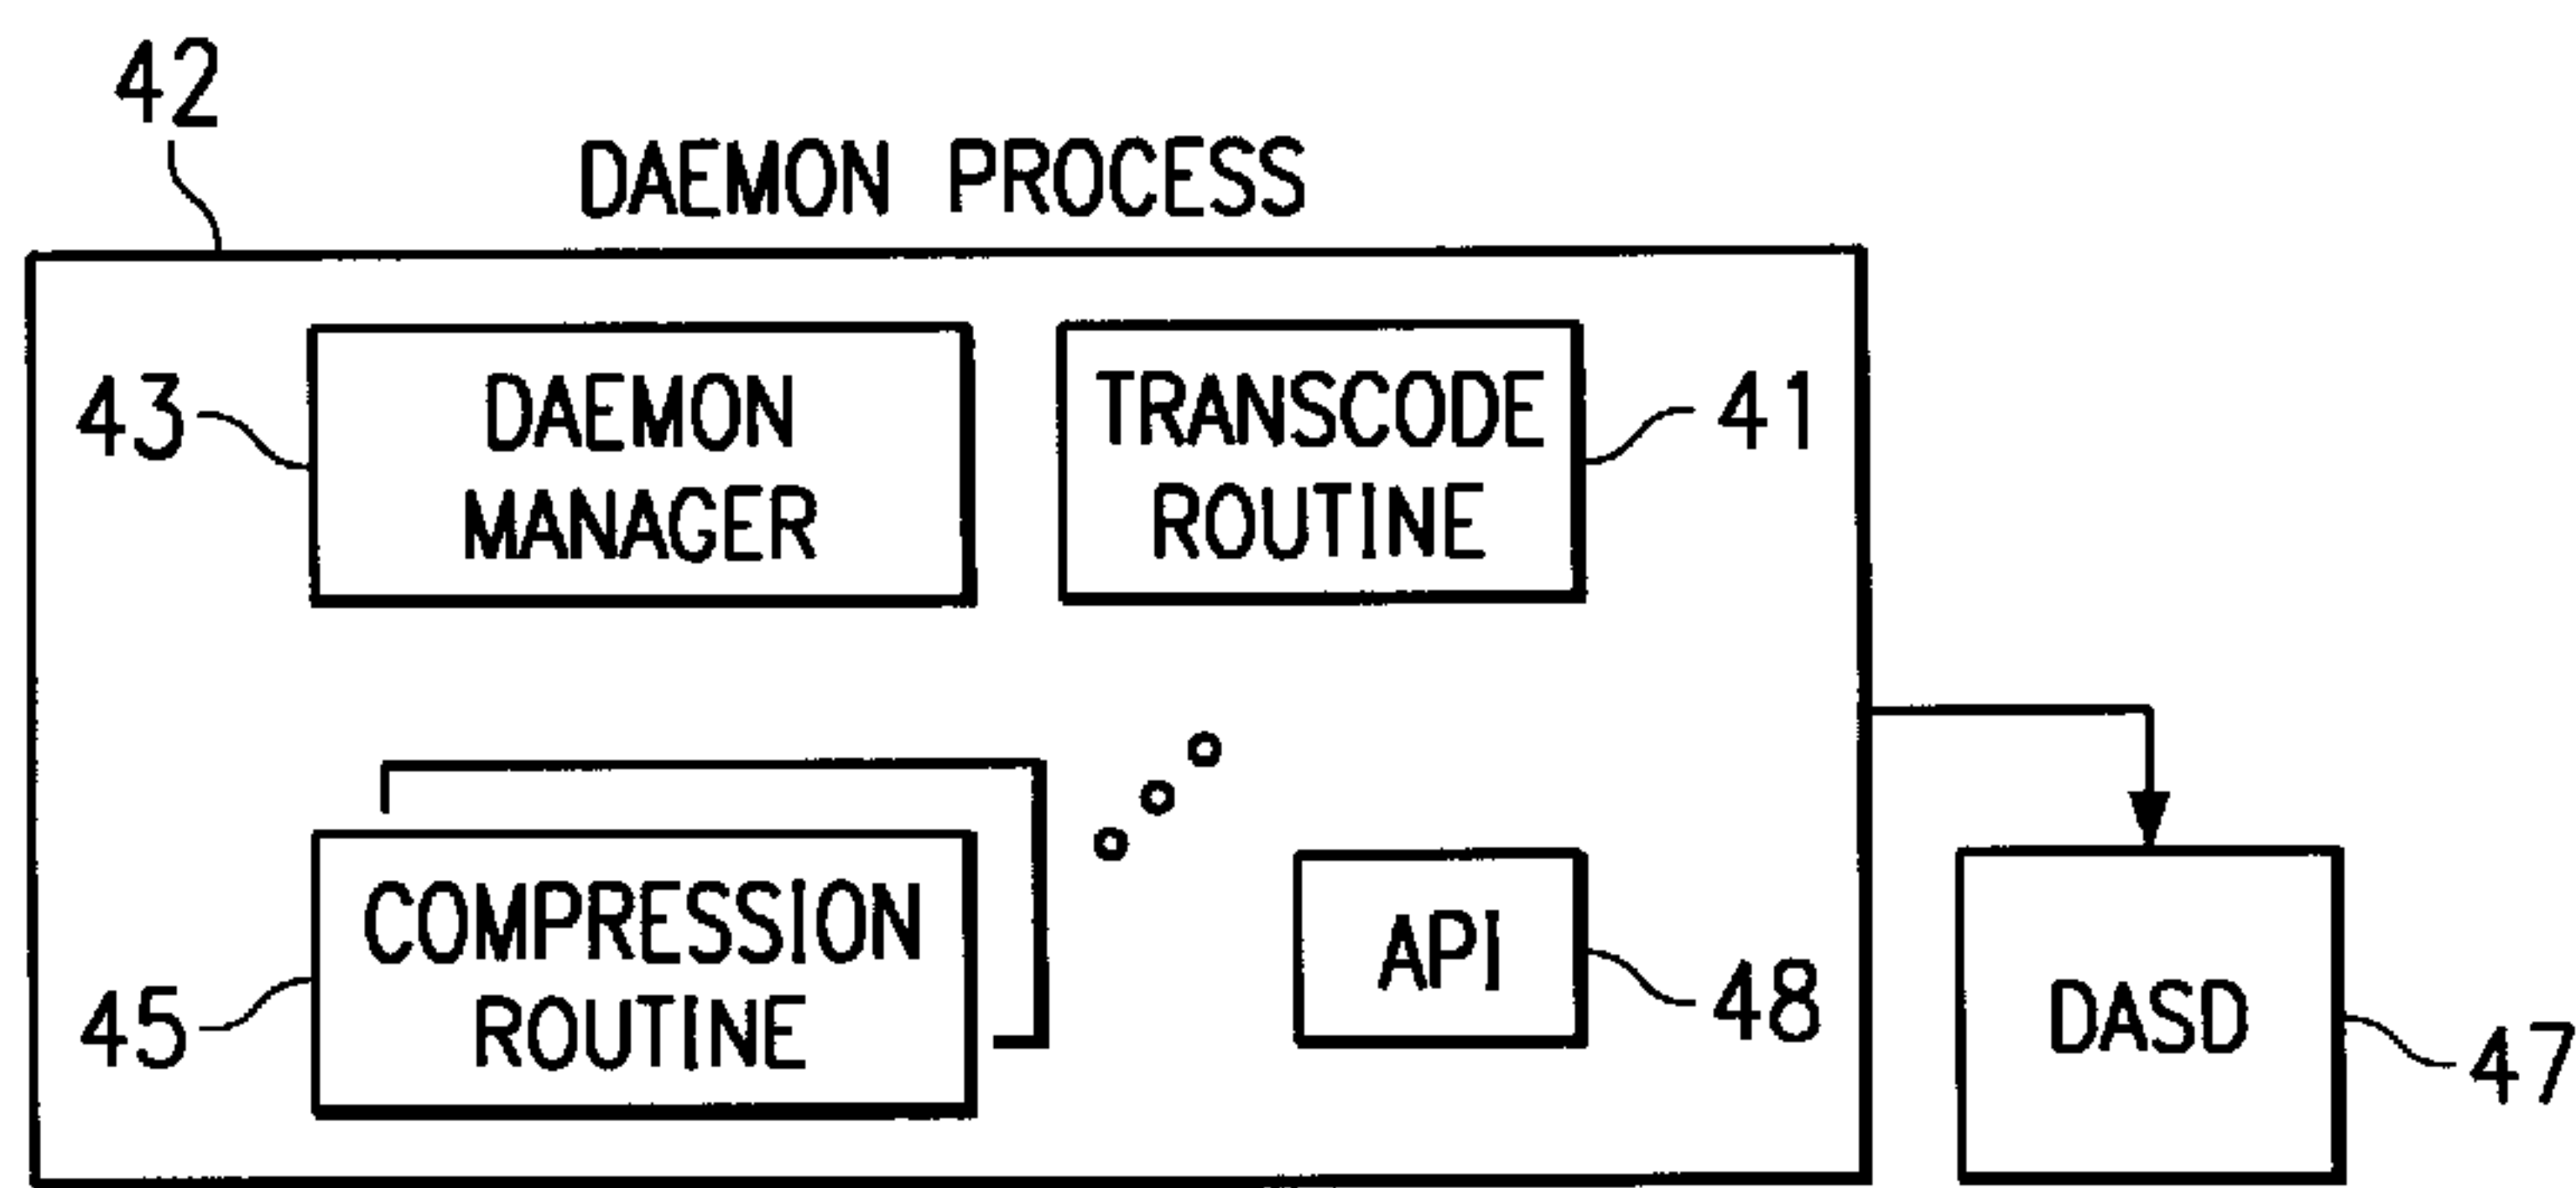 42
DAEMON PROCESS
43
DAEMON
MANAGER
TRANSCODE
ROUTINE
41
45
COMPRESSION
ROUTINE
API
48
DASD
47